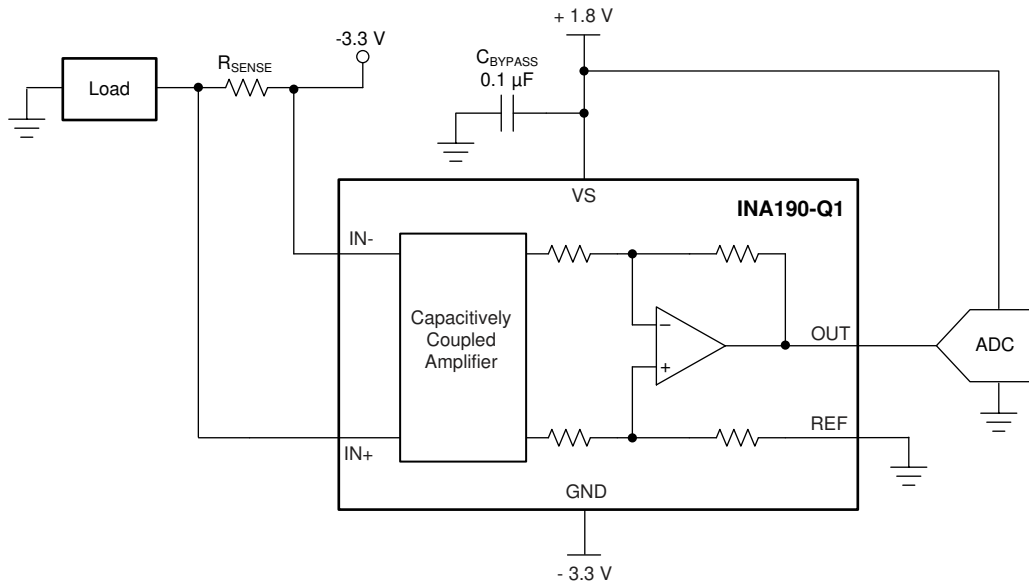 + 1.8 V
-3.3 V
R_SENSE
C_BYPASS
0.1 µF
Load
VS
INA190-Q1
IN-
Capacitively
Coupled
Amplifier
−
+
OUT
ADC
REF
IN+
GND
- 3.3 V